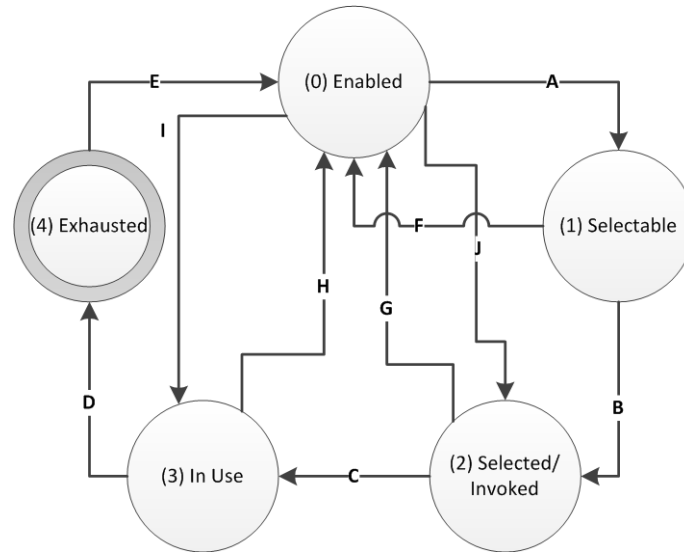 E
(0) Enabled
A
I
(4) Exhausted
F
(1) Selectable
J
H
G
D
B
(3) In Use
C
(2) Selected/
Invoked